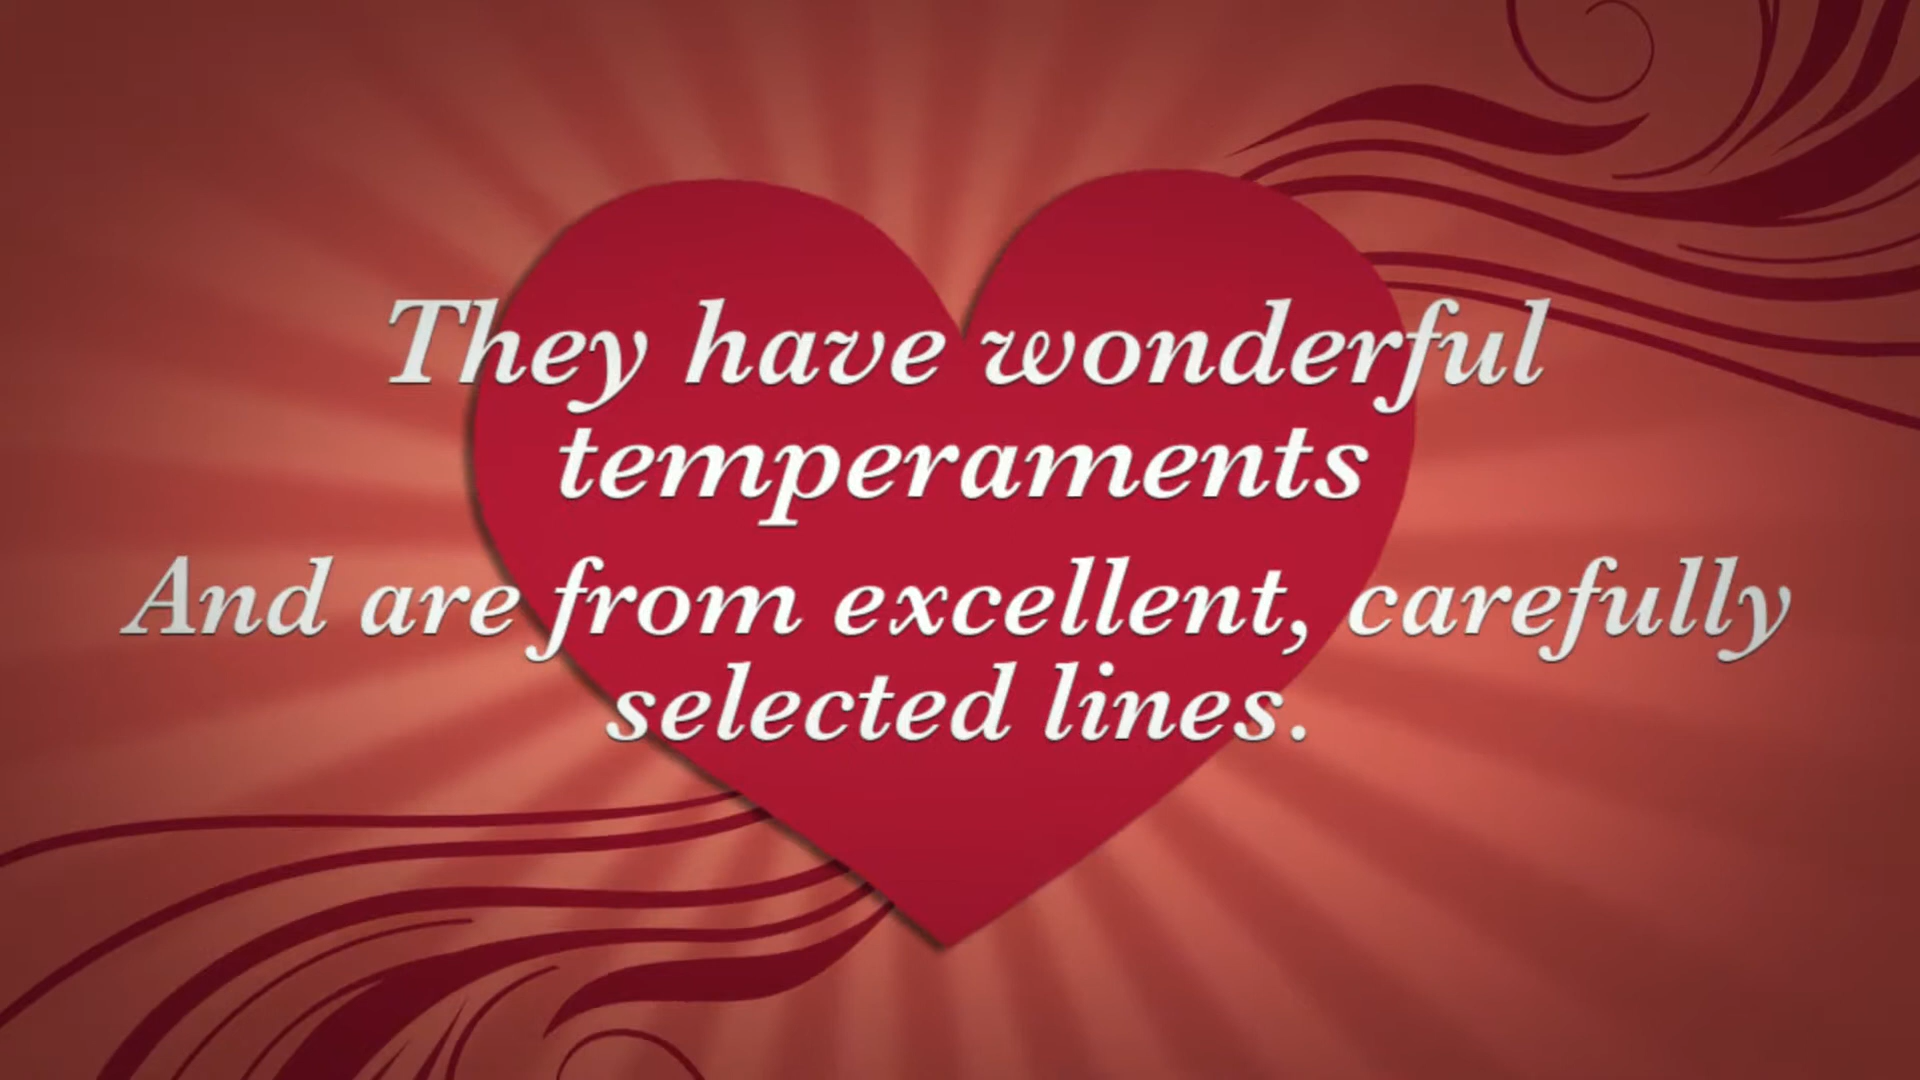 They have wonderful
temperaments
And are from excellent, carefully
selected lines.